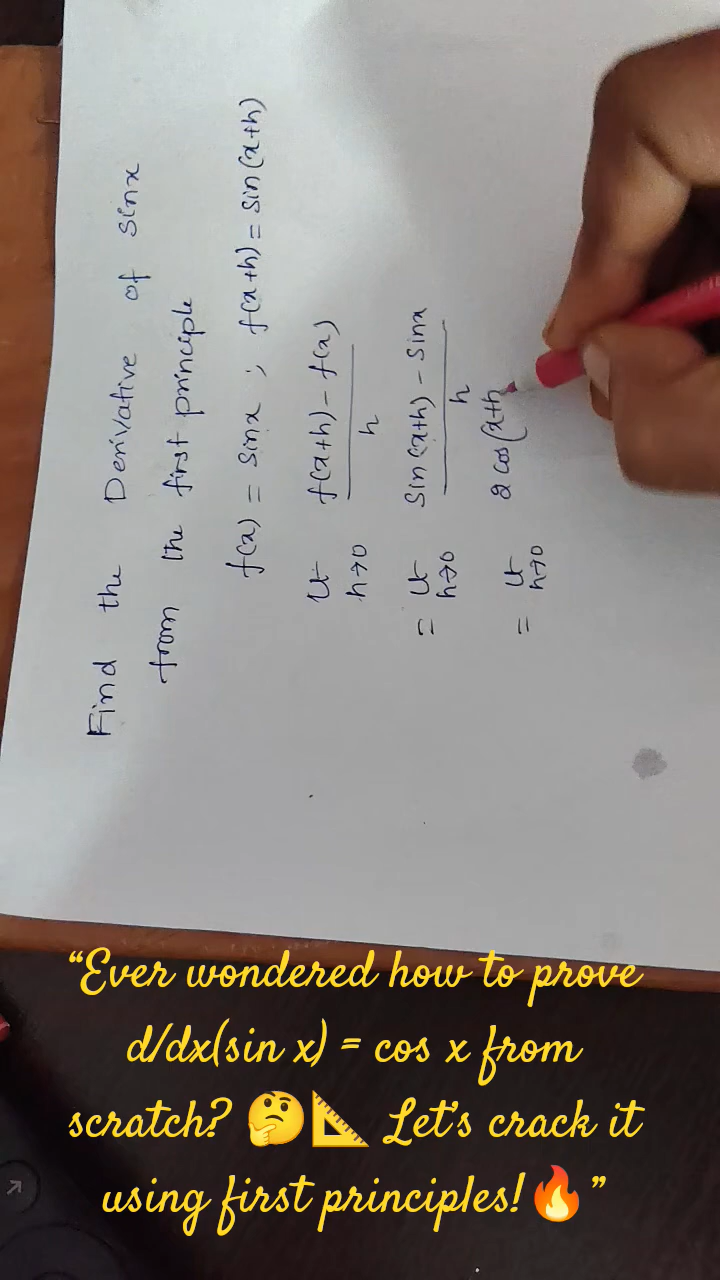 Find the Derivative of sinx
from the first principle
f(x) = sinx ; f(x+h) = sin(x+h)
lt f(x+h) - f(x)
h→0 h
= lt sin(x+h) - sinx
h→0 h
= lt 2 cos(x+h
h→0
“Ever wondered how to prove
d/dx(sin x) = cos x from
scratch? 🤔📐 Let's crack it
using first principles!🔥”